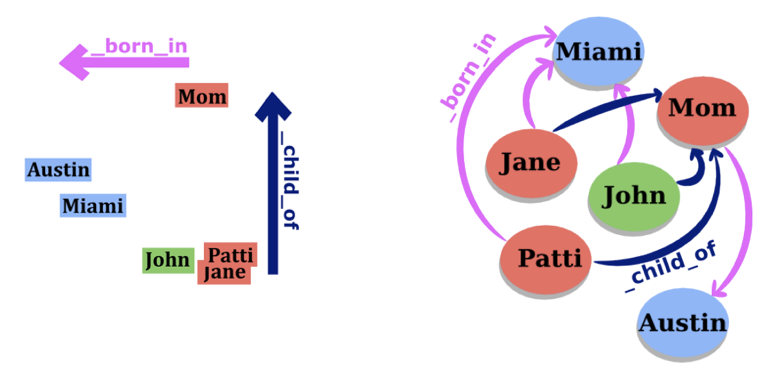 _born_in
Mom
Austin
Miami
_child_of
John
Patti
Jane
_born_in
Miami
Mom
Jane
John
Patti
_child_of
Austin